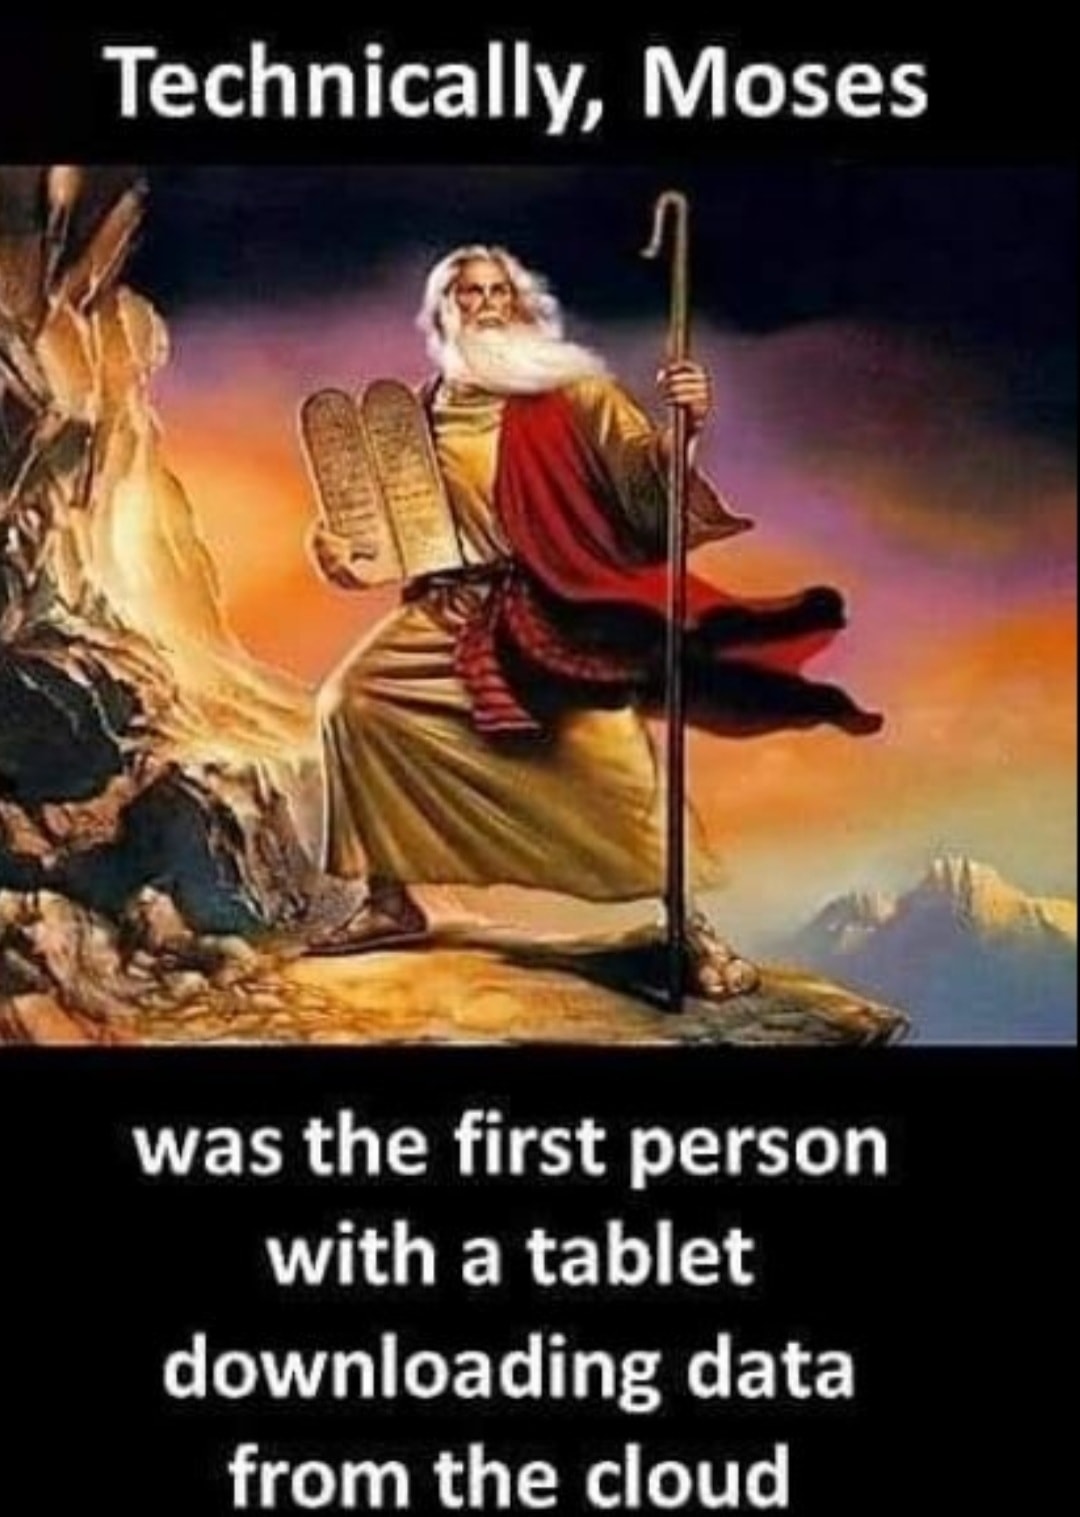 Technically, Moses
was the first person
with a tablet
downloading data
from the cloud